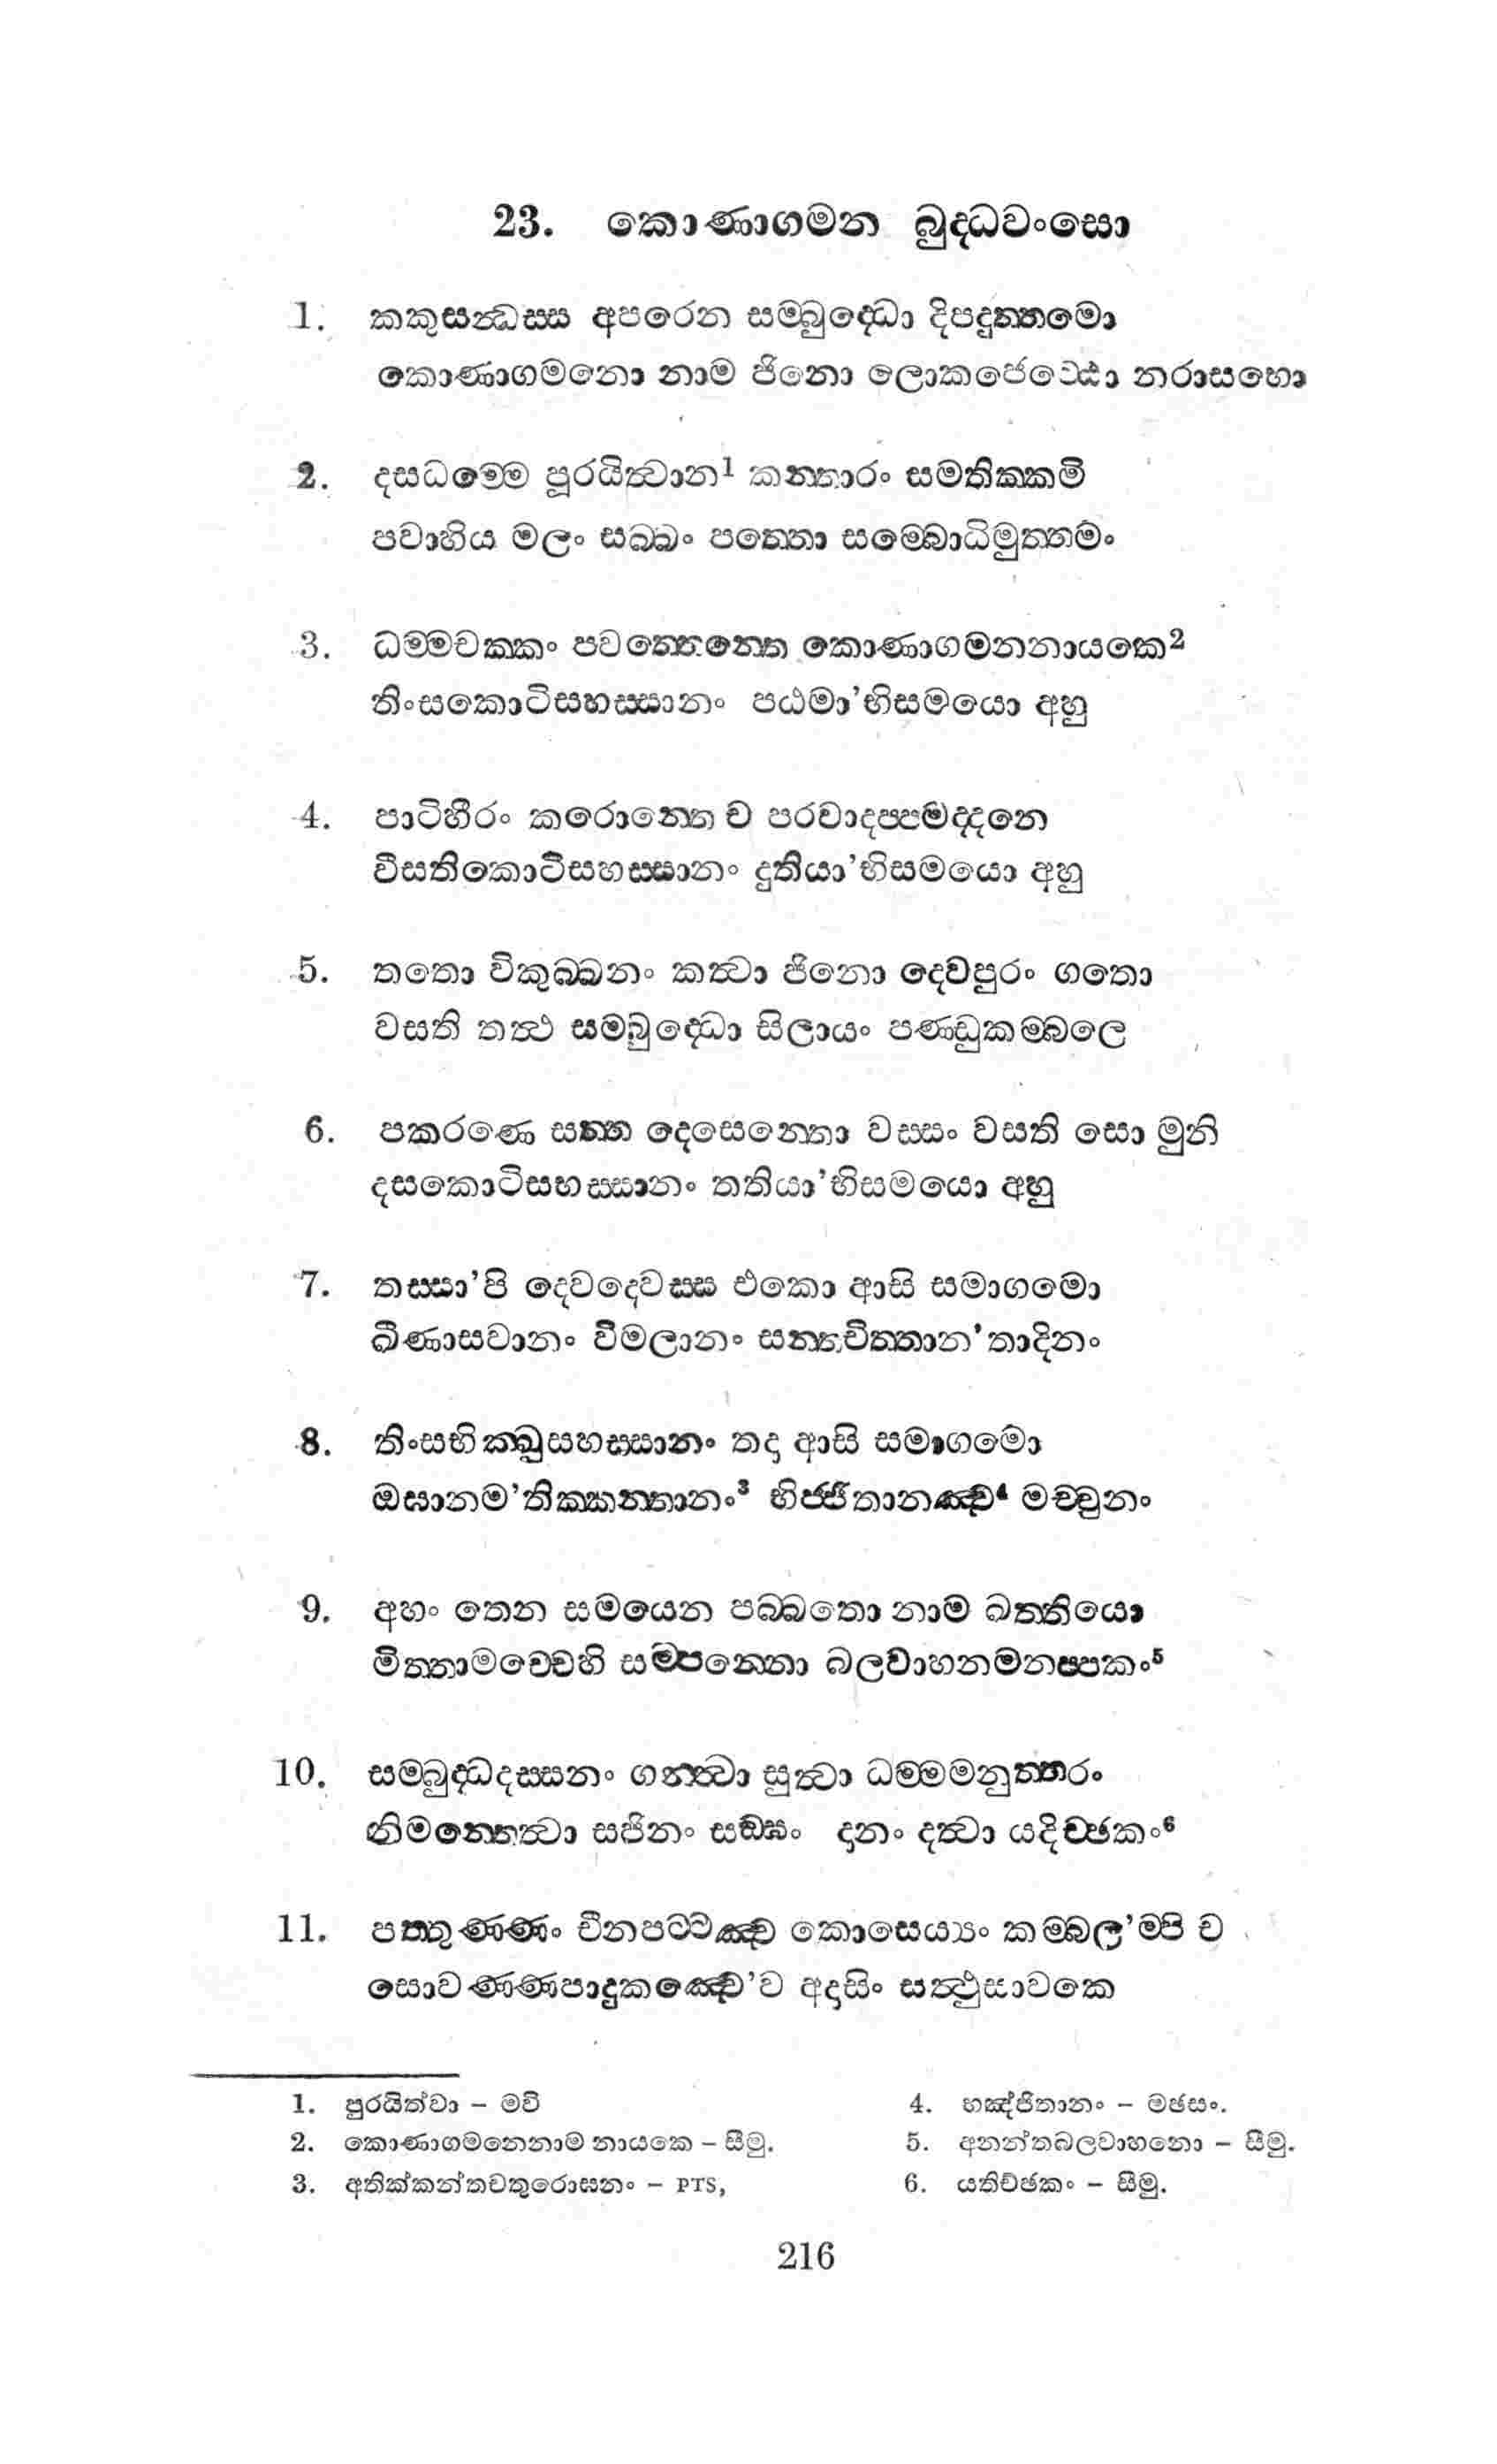 23. කොණාගමන බුද්ධවංසො
1. කකුසන්ධස්ස අපරෙන සම්බුද්ධො දිපදුත්තමො
කොණාගමනො නාම ජිනො ලොකජෙට්ඨො නරාසභො
2. දසධම්මෙ පූරයිත්වාන1 කන්තාරං සමතික්කමි
පවාහිය මලං සබ්බං පත්තො සම්බොධිමුත්තමං
3. ධම්මචක්කං පවත්තෙන්තෙ කොණාගමනනායකෙ2
තිංසකොටිසහස්සානං පඨමා’භිසමයො අහු
4. පාටිහීරං කරොන්තෙ ච පරවාදප්පමද්දනෙ
වීසතිකොටිසහස්සානං දුතියා’භිසමයො අහු
5. තතො විකුබ්බනං කත්වා ජිනො දෙවපුරං ගතො
වසති තත්ථ සම්බුද්ධො සිලායං පණ්ඩුකම්බලෙ
6. පකරණෙ සත්ත දෙසෙන්තො වස්සං වසති සො මුනි
දසකොටිසහස්සානං තතියා’භිසමයො අහු
7. තස්සා’පි දෙවදෙවස්ස එකො ආසි සමාගමො
ඛීණාසවානං විමලානං සන්තචිත්තාන’තාදිනං
8. තිංසභික්ඛුසහස්සානං තදා ආසි සමාගමො
ඔඝානම’තික්කන්තානං3 භිජ්ජිතානඤ්ච4 මච්චුනං
9. අහං තෙන සමයෙන පබ්බතො නාම ඛත්තියො
මිත්තාමච්චෙහි සම්පන්නො බලවාහනමනප්පකං5
10. සම්බුද්ධදස්සනං ගන්ත්වා සුත්වා ධම්මමනුත්තරං
නිමන්තෙත්වා සජිනං සඞ්ඝං දානං දත්වා යදිච්ඡකං6
11. පත්තුණ්ණං චීනපට්ටඤ්ච කොසෙය්‍යං කම්බල’ම්පි ච
සොවණ්ණපාදුකඤ්චෙ’ව අදාසිං සත්ථුසාවකෙ
1. පුරයිත්වා – මවි
4. භඤ්ජිතානං – මඡසං.
2. කොණාගමනෙනාම නායකෙ – සීමු.
5. අනන්තබලවාහනො – සීමු.
3. අතික්කන්තචතුරොඝනං – PTS,
6. යතිච්ඡකං – සීමු.
216